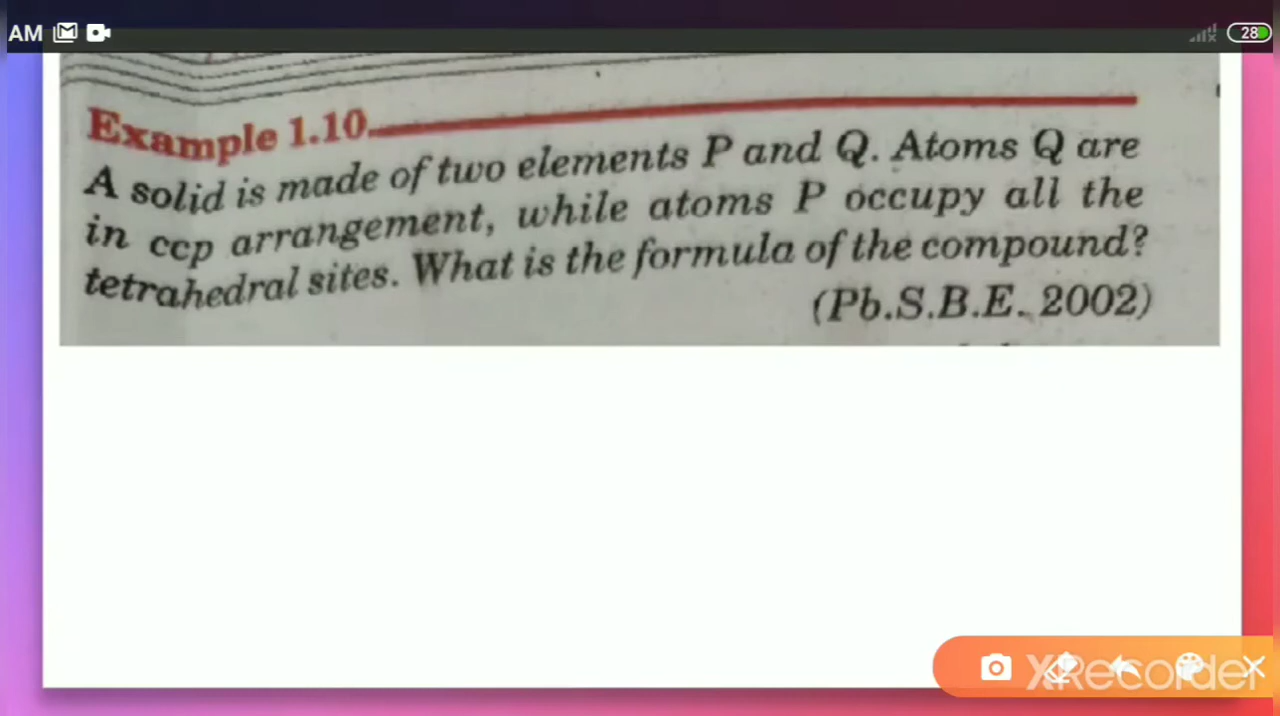 AM
28
Example 1.10
A solid is made of two elements P and Q. Atoms Q are
in ccp arrangement, while atoms P occupy all the
tetrahedral sites. What is the formula of the compound?
(Pb.S.B.E. 2002)
XRecorder